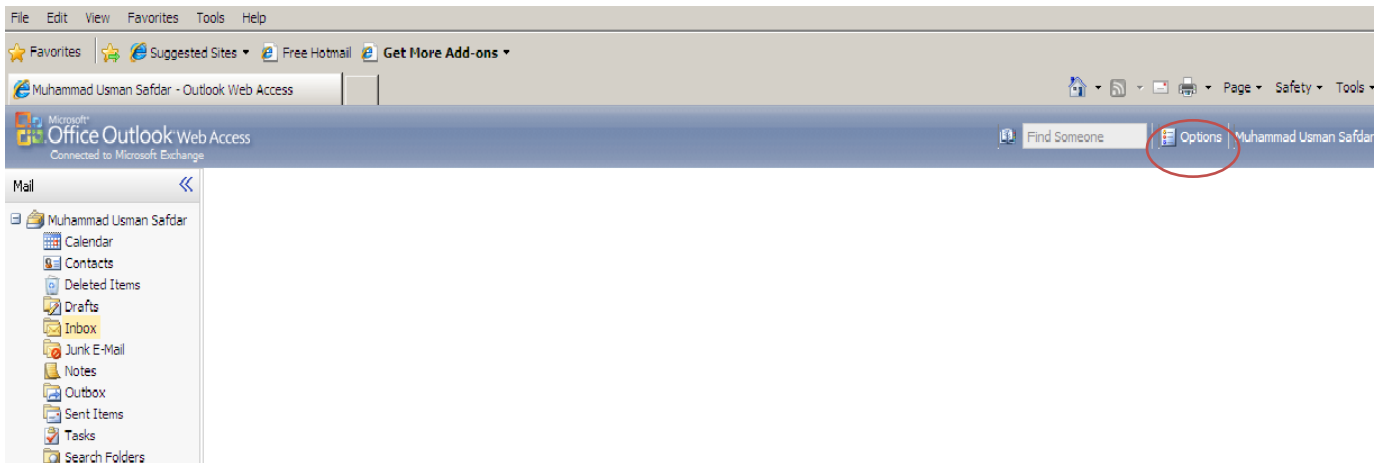 File Edit View Favorites Tools Help
Favorites Suggested Sites Free Hotmail Get More Add-ons
Muhammad Usman Safdar - Outlook Web Access Page Safety Tools
Microsoft
Office Outlook Web Access Find Someone Options Muhammad Usman Safdar
Connected to Microsoft Exchange
Mail
Muhammad Usman Safdar
Calendar
Contacts
Deleted Items
Drafts
Inbox
Junk E-Mail
Notes
Outbox
Sent Items
Tasks
Search Folders